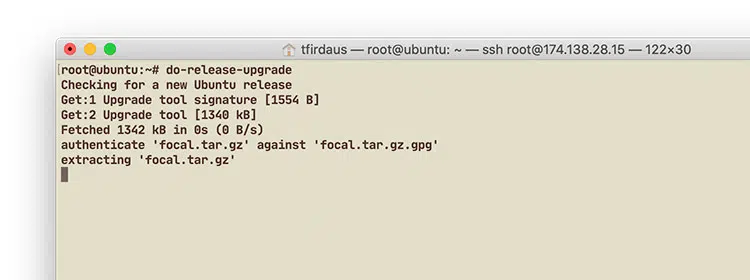 tfirdaus — root@ubuntu: ~ — ssh root@174.138.28.15 — 122×30
[root@ubuntu:~# do-release-upgrade
Checking for a new Ubuntu release
Get:1 Upgrade tool signature [1554 B]
Get:2 Upgrade tool [1340 kB]
Fetched 1342 kB in 0s (0 B/s)
authenticate 'focal.tar.gz' against 'focal.tar.gz.gpg'
extracting 'focal.tar.gz'